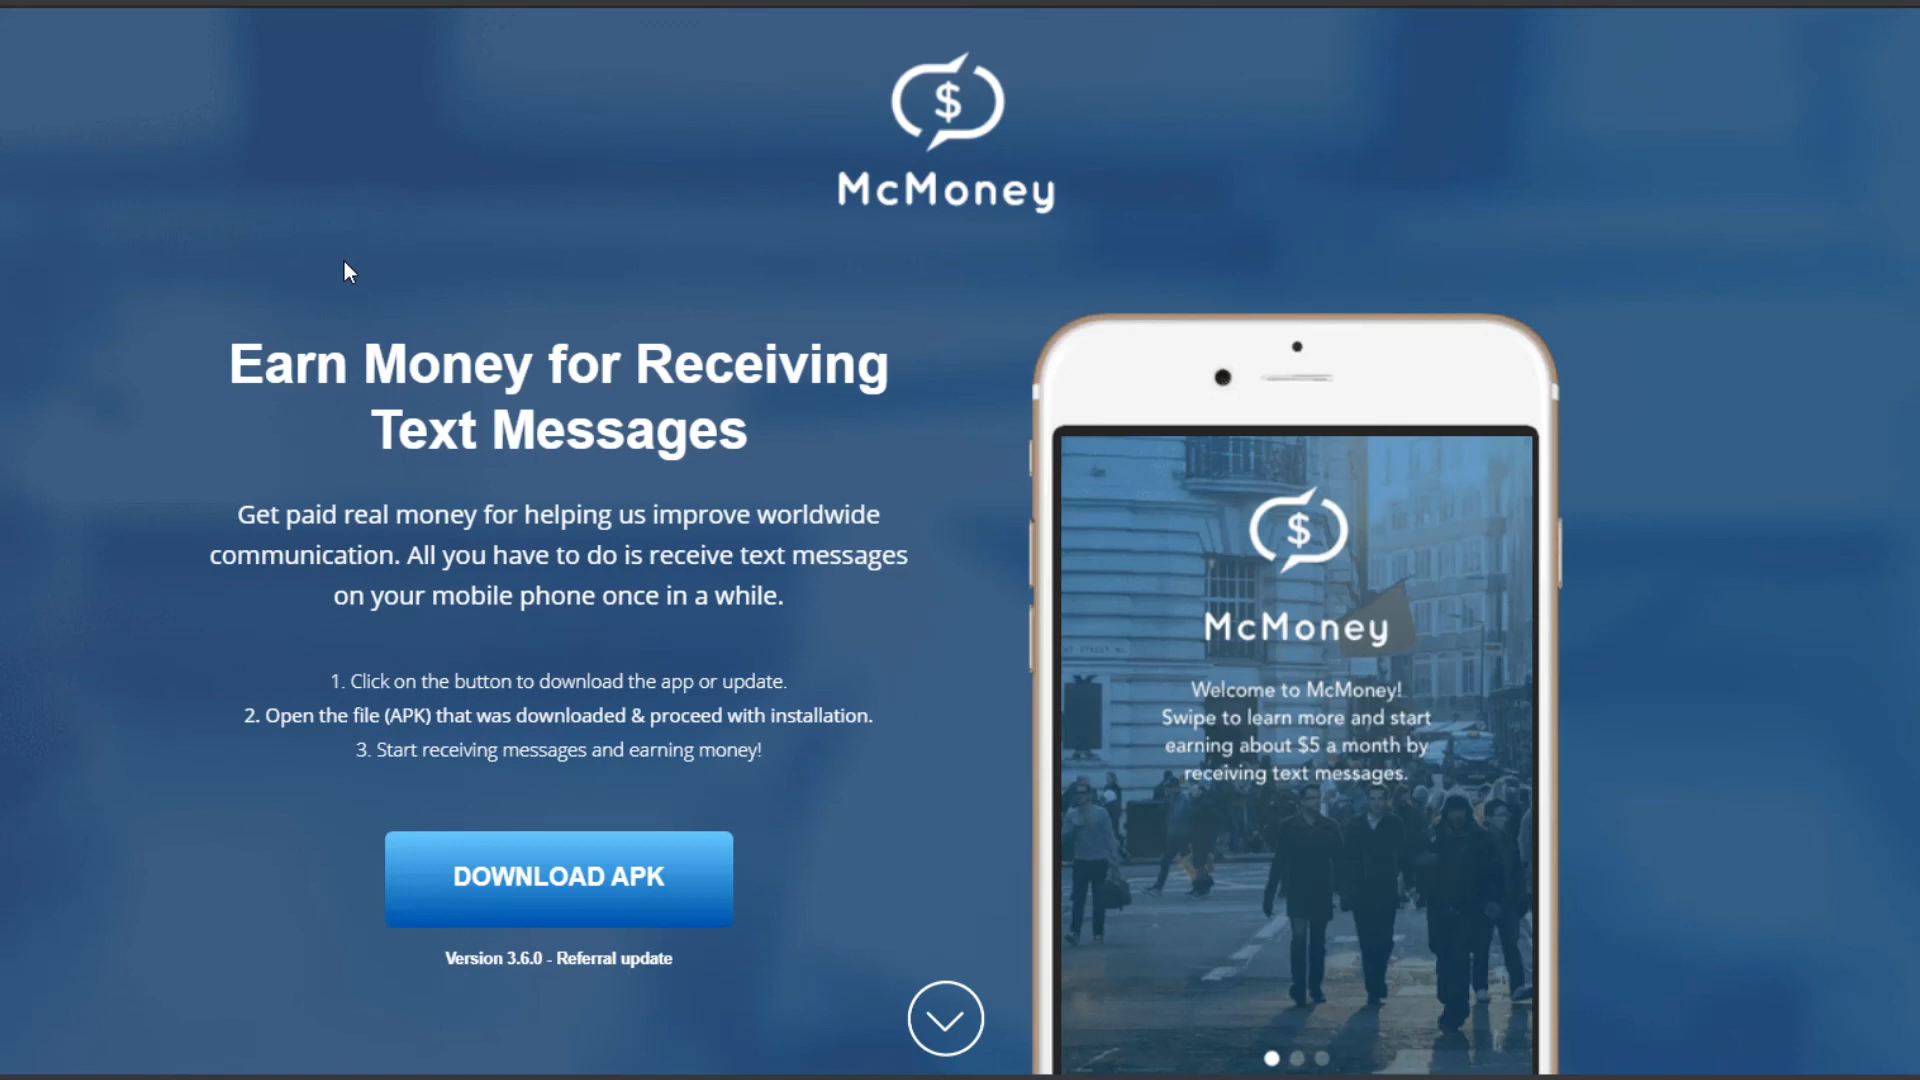 $
McMoney
Earn Money for Receiving
Text Messages
Get paid real money for helping us improve worldwide
communication. All you have to do is receive text messages
on your mobile phone once in a while.
1. Click on the button to download the app or update.
2. Open the file (APK) that was downloaded & proceed with installation.
3. Start receiving messages and earning money!
DOWNLOAD APK
Version 3.6.0 - Referral update
$
McMoney
Welcome to McMoney!
Swipe to learn more and start
earning about $5 a month by
receiving text messages.